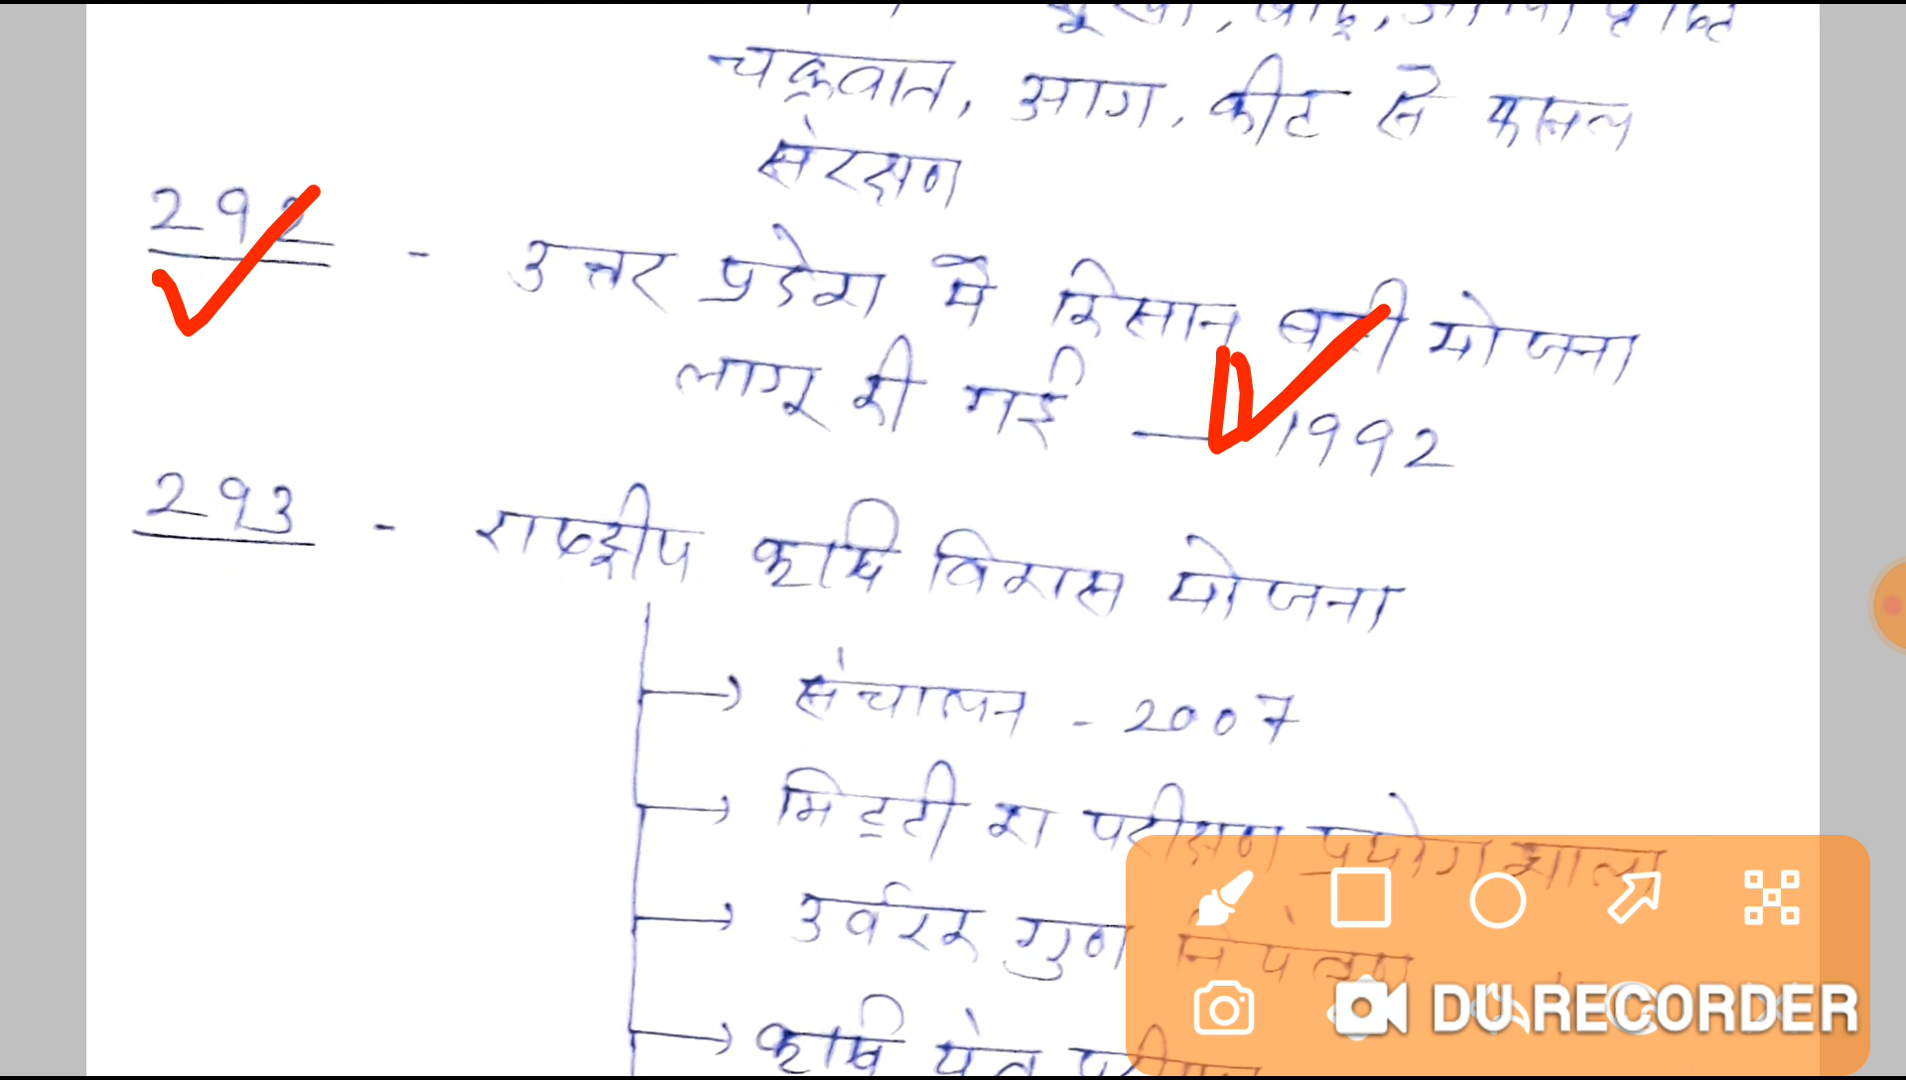 चक्रवात, आग, कीट से फसल
संरक्षण
292 - उत्तर प्रदेश में किसान बही योजना
लागू की गई — 1992
293 - राष्ट्रीय कृषि विकास योजना
→ संचालन - 2007
→ मिट्टी का परीक्षण प्रयोगशाला
→ उर्वरक गुण नियंत्रण
→ कृषि यंत्र
DU RECORDER